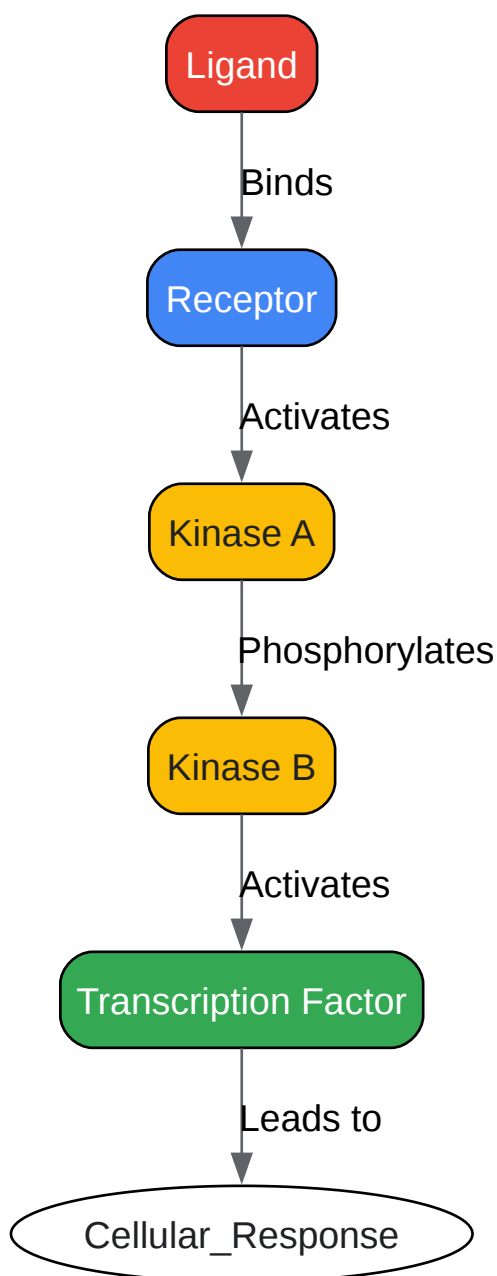 Ligand
Binds
Receptor
Activates
Kinase A
Phosphorylates
Kinase B
Activates
Transcription Factor
Leads to
Cellular_Response